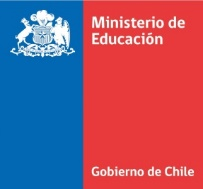 Ministerio de
Educación
Gobierno de Chile